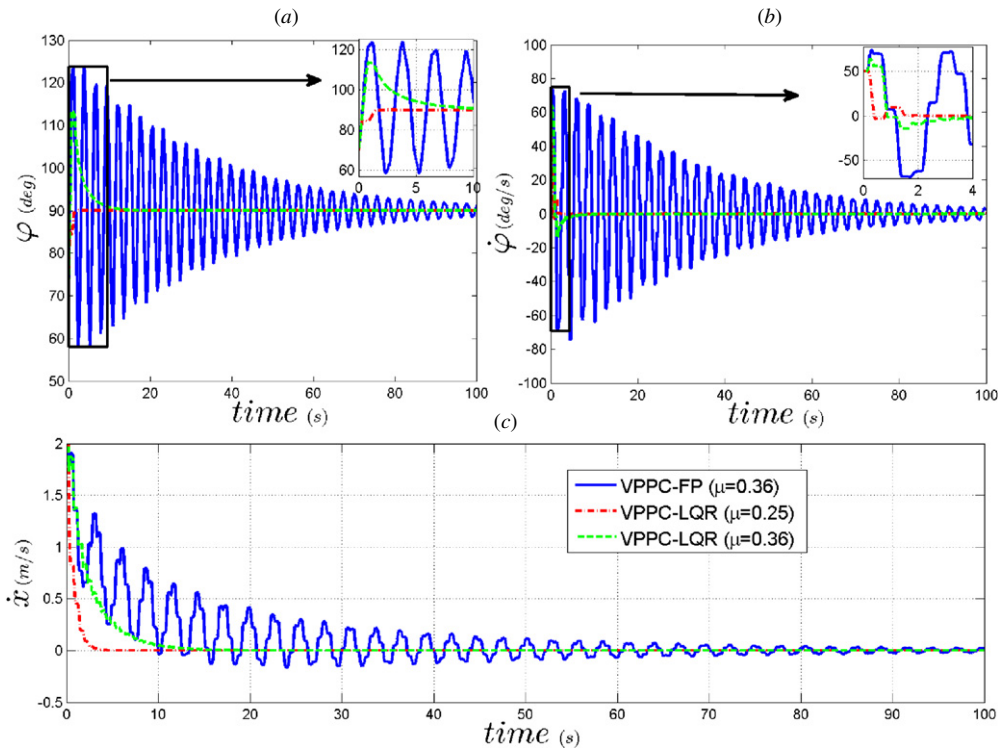 (a)
130
120
110
100
90
80
70
60
50
φ (deg)
0 20 40 60 80 100
time (s)
120
100
80
60
0 5 10
(b)
100
80
60
40
20
0
-20
-40
-60
-80
-100
φ̇ (deg/s)
0 20 40 60 80 100
time (s)
50
0
-50
0 2 4
(c)
2
1.5
1
0.5
0
-0.5
ẋ (m/s)
VPPC-FP (μ=0.36)
VPPC-LQR (μ=0.25)
VPPC-LQR (μ=0.36)
0 10 20 30 40 50 60 70 80 90 100
time (s)